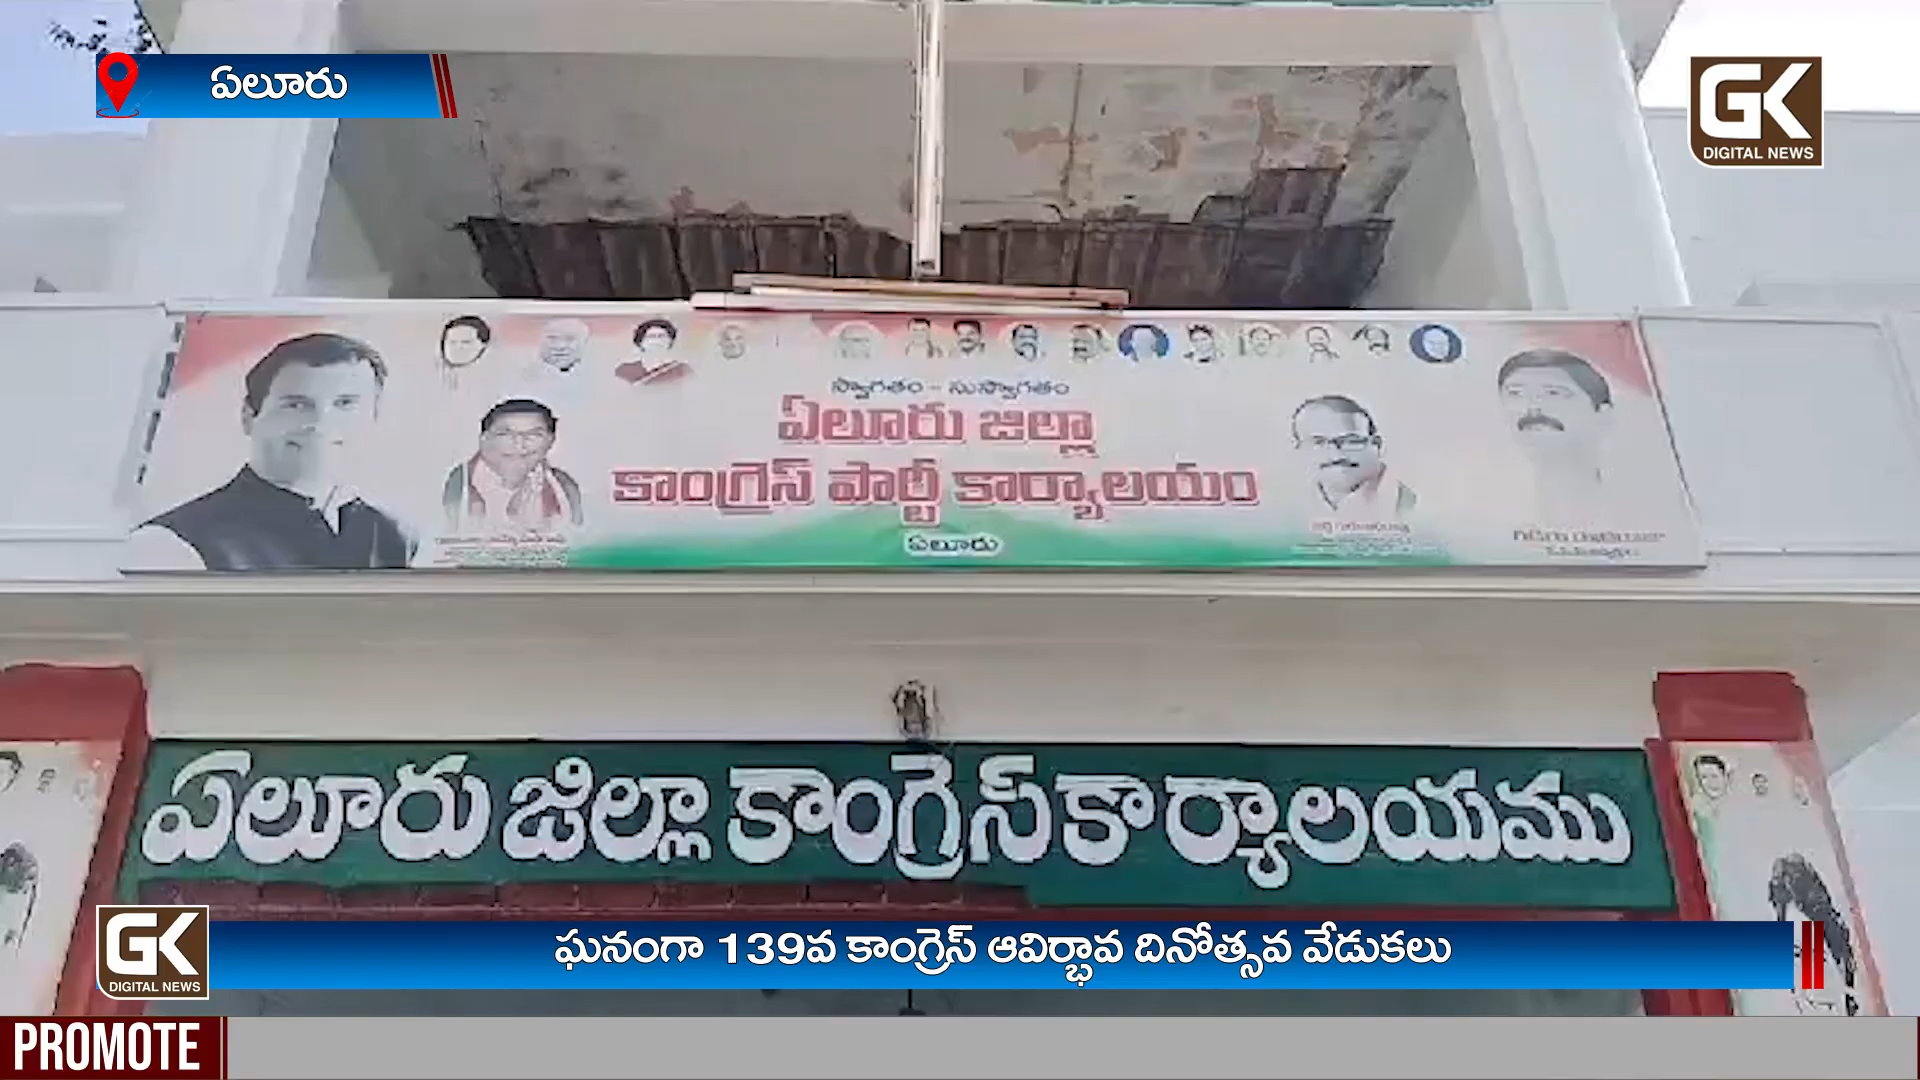 ఏలూరు
GK
DIGITAL NEWS
స్వాగతం - సుస్వాగతం
ఏలూరు జిల్లా
కాంగ్రెస్ పార్టీ కార్యాలయం
ఏలూరు
ఏలూరు జిల్లా కాంగ్రెస్ కార్యాలయము
GK
DIGITAL NEWS
ఘనంగా 139వ కాంగ్రెస్ ఆవిర్భావ దినోత్సవ వేడుకలు
PROMOTE